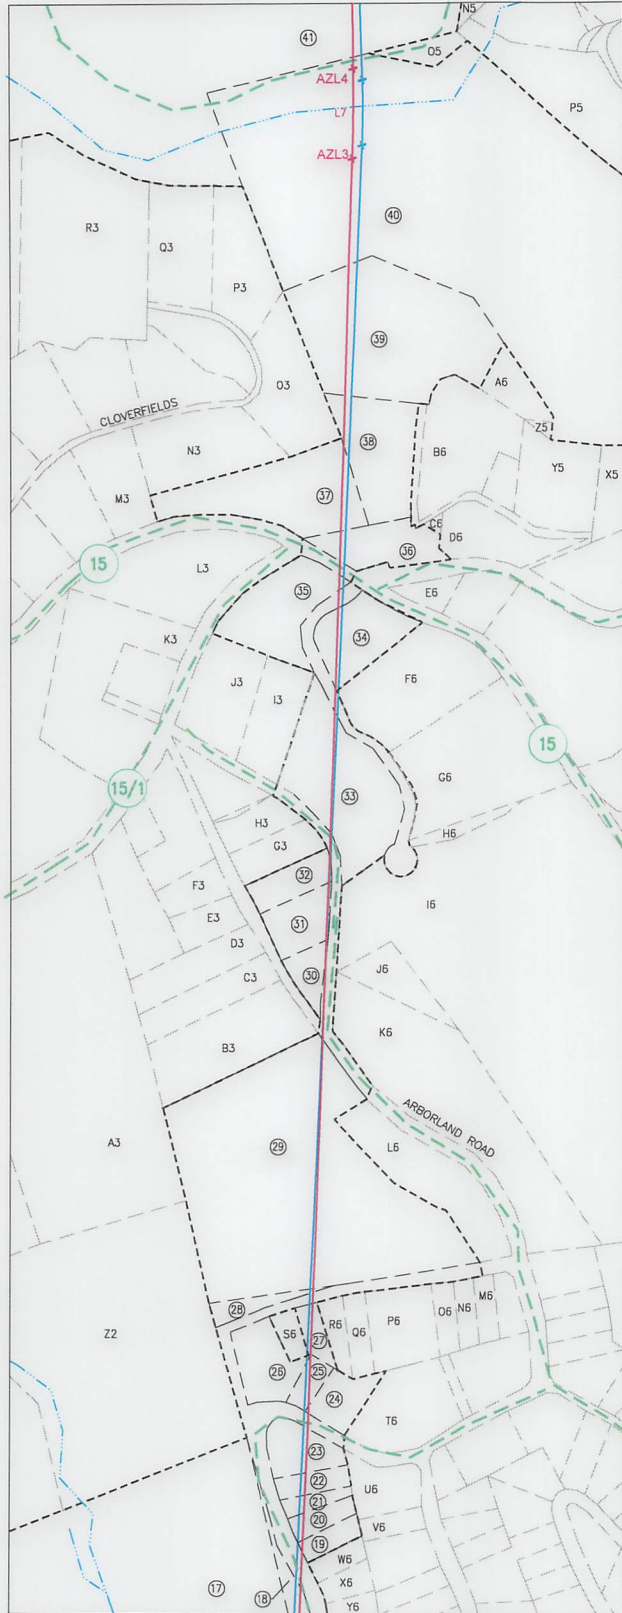 N5
41
O5
AZL4
P5
L7
AZL3
40
R3
Q3
P3
39
A6
O3
CLOVERFIELDS
Z5
38
B6
N3
Y5
X5
M3
37
C6
D6
36
15
L3
35
E6
34
K3
F6
J3
I3
15
G6
15/1
33
H3
H6
G3
32
F3
I6
31
E3
D3
C3
30
J6
K6
B3
ARBORLAND ROAD
A3
29
L6
M6
28
N6
O6
P6
R6
Q6
S6
27
Z2
26
25
24
T6
23
22
U6
21
20
V6
19
W6
17
X6
18
Y6